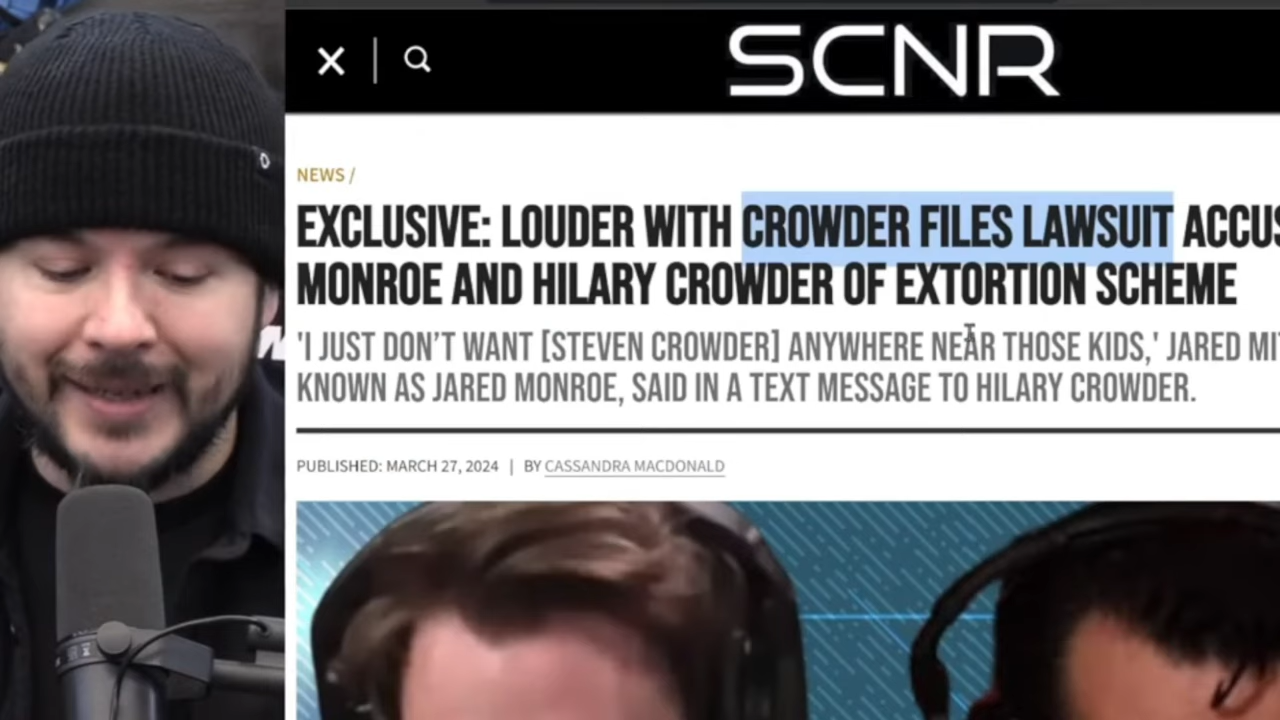 SCNR
NEWS /
EXCLUSIVE: LOUDER WITH CROWDER FILES LAWSUIT ACCUS
MONROE AND HILARY CROWDER OF EXTORTION SCHEME
'I JUST DON'T WANT [STEVEN CROWDER] ANYWHERE NEAR THOSE KIDS,' JARED MI
KNOWN AS JARED MONROE, SAID IN A TEXT MESSAGE TO HILARY CROWDER.
PUBLISHED: MARCH 27, 2024 | BY CASSANDRA MACDONALD